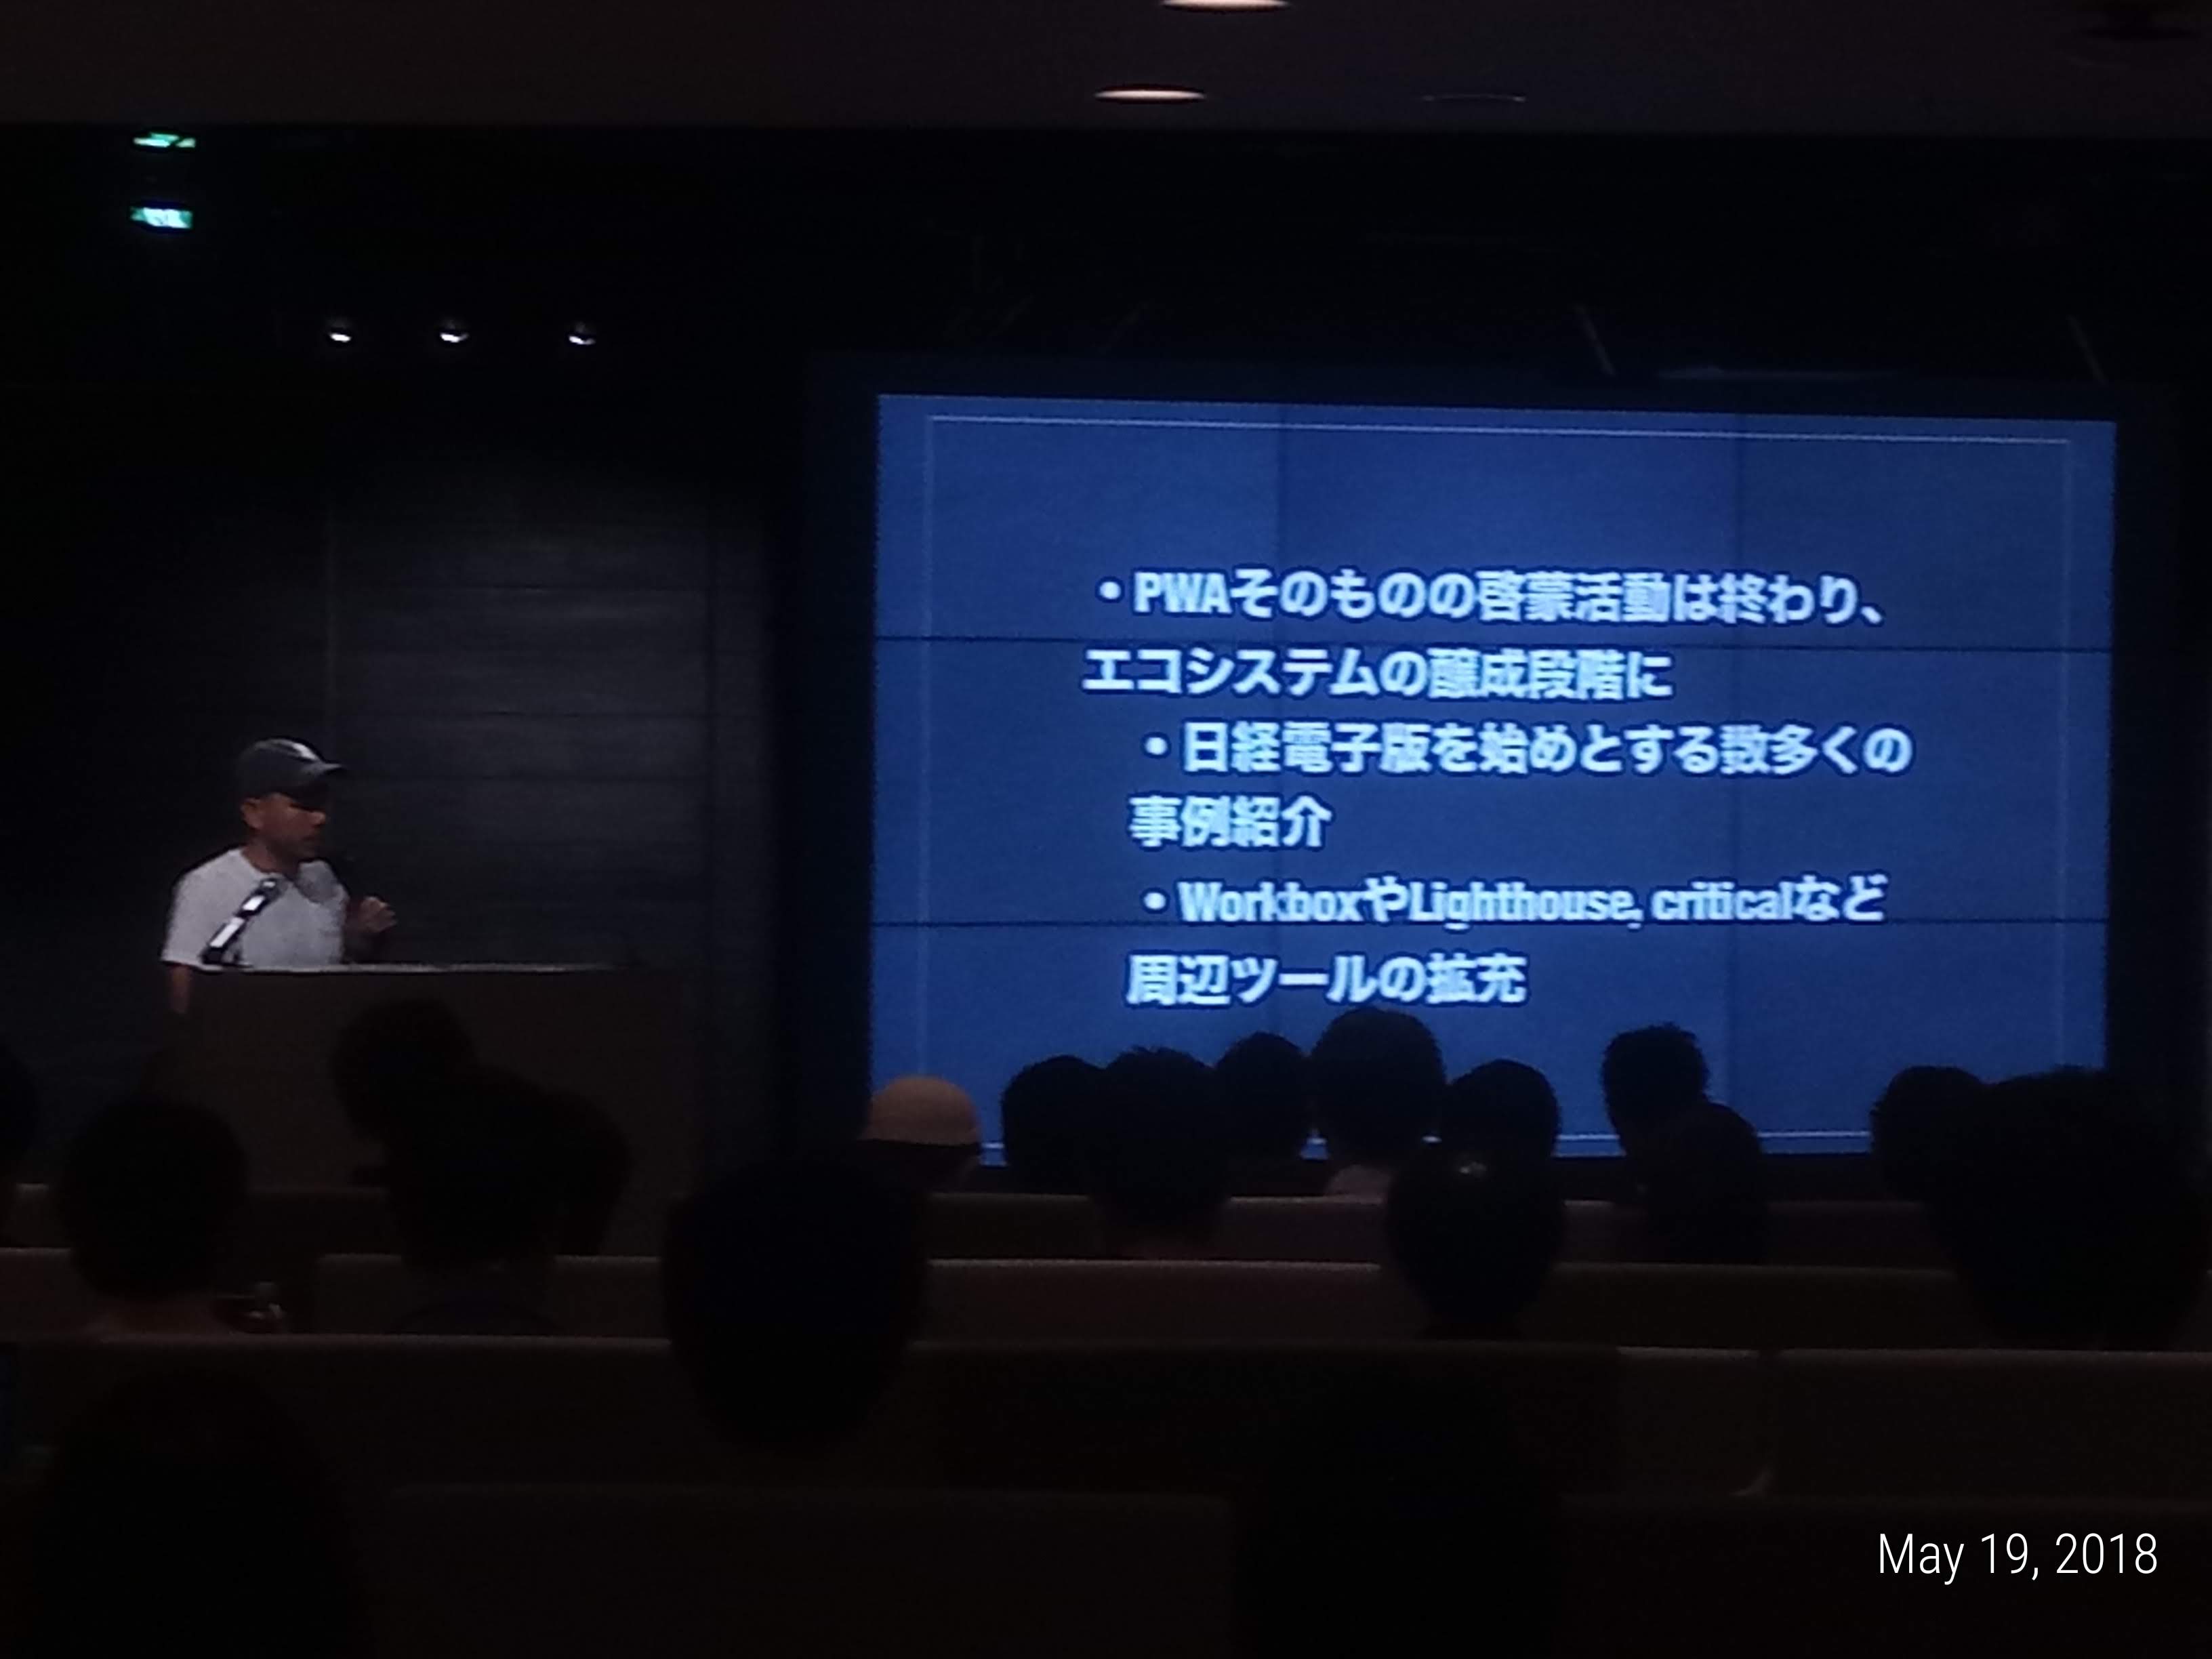 ・PWAそのものの啓蒙活動は終わり、
エコシステムの醸成段階に
・日経電子版を始めとする数多くの
事例紹介
・WorkboxやLighthouse, criticalなど
周辺ツールの拡充
May 19, 2018